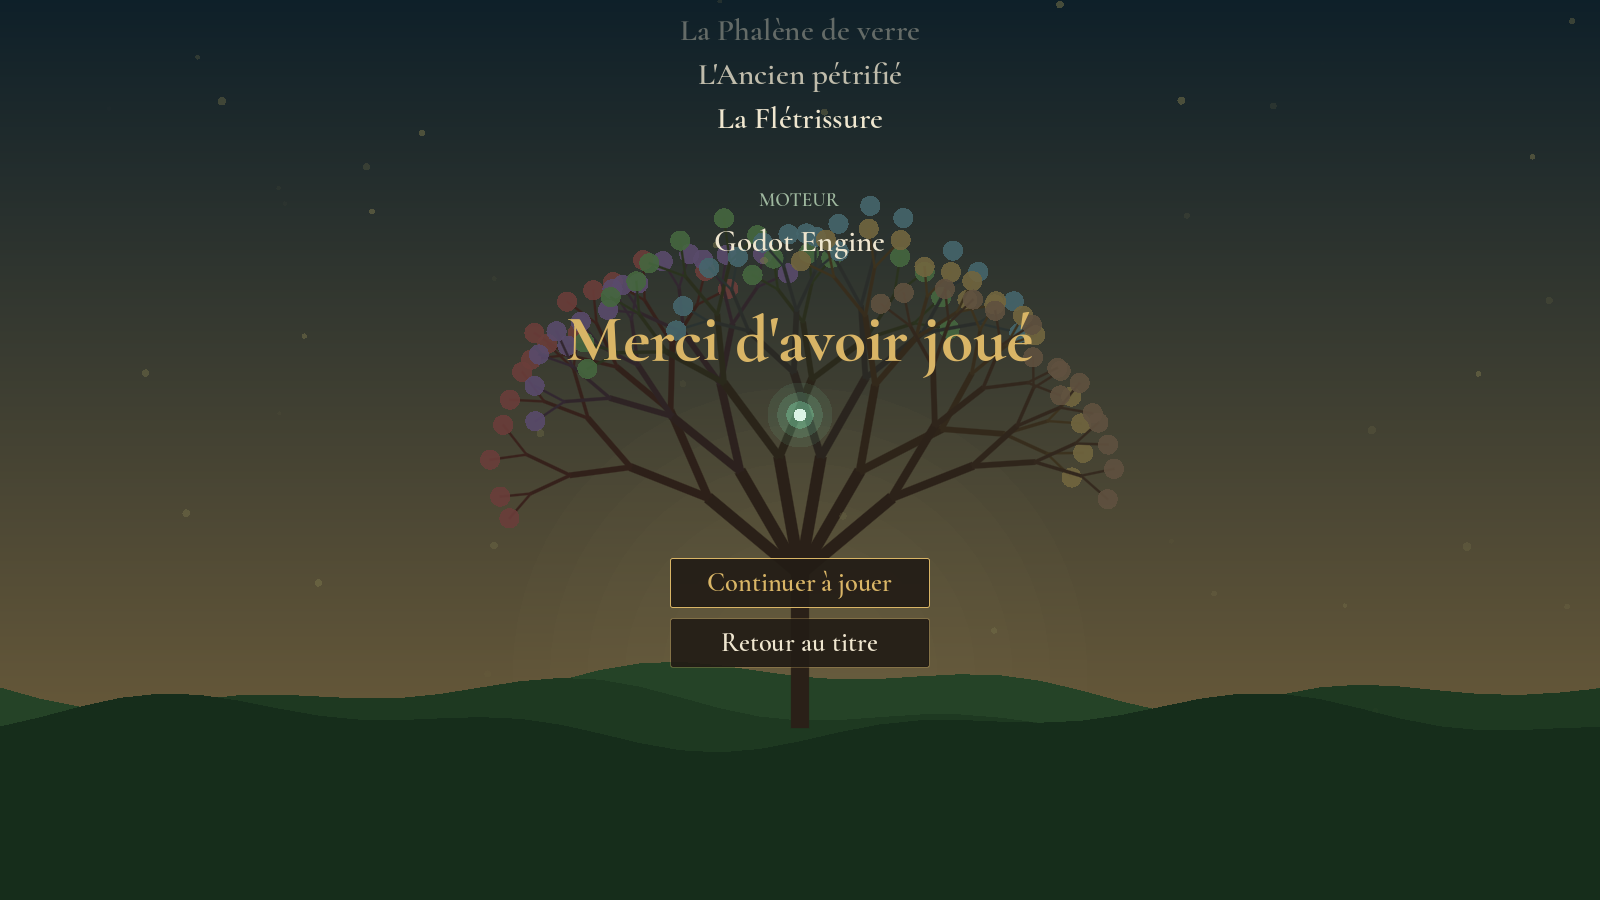 La Phalène de verre
L'Ancien pétrifié
La Flétrissure
MOTEUR
Godot Engine
Merci d'avoir joué
Continuer à jouer
Retour au titre